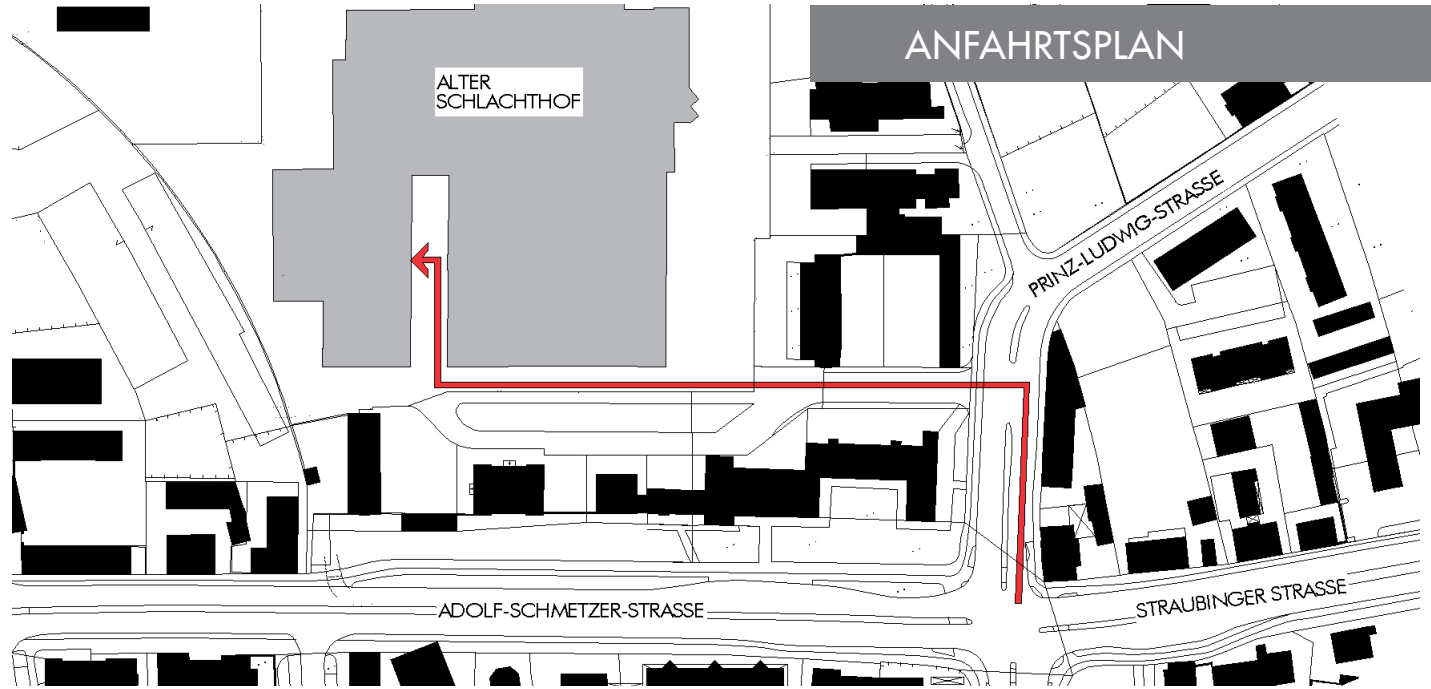 ANFAHRTSPLAN
ALTER
SCHLACHTHOF
PRINZ-LUDWIG-STRASSE
ADOLF-SCHMETZER-STRASSE
STRAUBINGER STRASSE